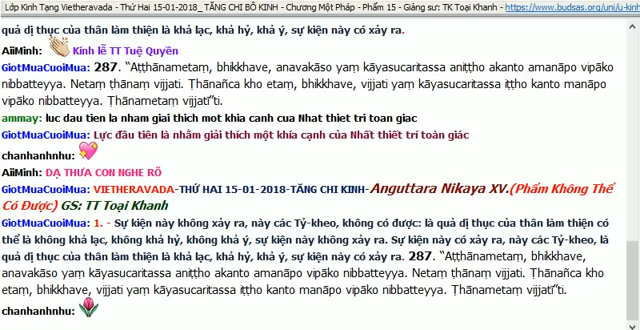 Lớp Kinh Tạng Vietheravada - Thứ Hai 15-01-2018_ TĂNG CHI BỘ KINH - Chương Một Pháp - Phẩm 15 - Giảng sư: TK Toại Khanh - https://www.budsas.org/uni/u-kinh
quả dị thục của thân làm thiện là khả lạc, khả hỷ, khả ý, sự kiện này có xảy ra.
AiiMinh: Kính lễ TT Tuệ Quyền
GiotMuaCuoiMua: 287. “Aṭṭhānametaṃ, bhikkhave, anavakāso yaṃ kāyasucaritassa aniṭṭho akanto amanāpo vipāko
nibbatteyya. Netaṃ ṭhānaṃ vijjati. Ṭhānañca kho etaṃ, bhikkhave, vijjati yaṃ kāyasucaritassa iṭṭho kanto manāpo
vipāko nibbatteyya. Ṭhānametaṃ vijjatī”ti.
ammay: luc dau tien la nham giai thich mot khia canh cua Nhat thiet tri toan giac
GiotMuaCuoiMua: Lực đầu tiên là nhằm giải thích một khía cạnh của Nhất thiết trí toàn giác
chanhanhnhu:
AiiMinh: DẠ THƯA CON NGHE RÕ
GiotMuaCuoiMua: VIETHERAVADA-THỨ HAI 15-01-2018-TĂNG CHI KINH-Anguttara Nikaya XV.(Phẩm Không Thể
Có Được) GS: TT Toại Khanh
GiotMuaCuoiMua: 1. - Sự kiện này không xảy ra, này các Tỷ-kheo, không có được: là quả dị thục của thân làm thiện có
thể là không khả lạc, không khả hỷ, không khả ý, sự kiện này không xảy ra. Sự kiện này có xảy ra, này các Tỷ-kheo, là
quả dị thục của thân làm thiện là khả lạc, khả hỷ, khả ý, sự kiện này có xảy ra. 287. “Aṭṭhānametaṃ, bhikkhave,
anavakāso yaṃ kāyasucaritassa aniṭṭho akanto amanāpo vipāko nibbatteyya. Netaṃ ṭhānaṃ vijjati. Ṭhānañca kho
etaṃ, bhikkhave, vijjati yaṃ kāyasucaritassa iṭṭho kanto manāpo vipāko nibbatteyya. Ṭhānametaṃ vijjatī”ti.
chanhanhnhu: